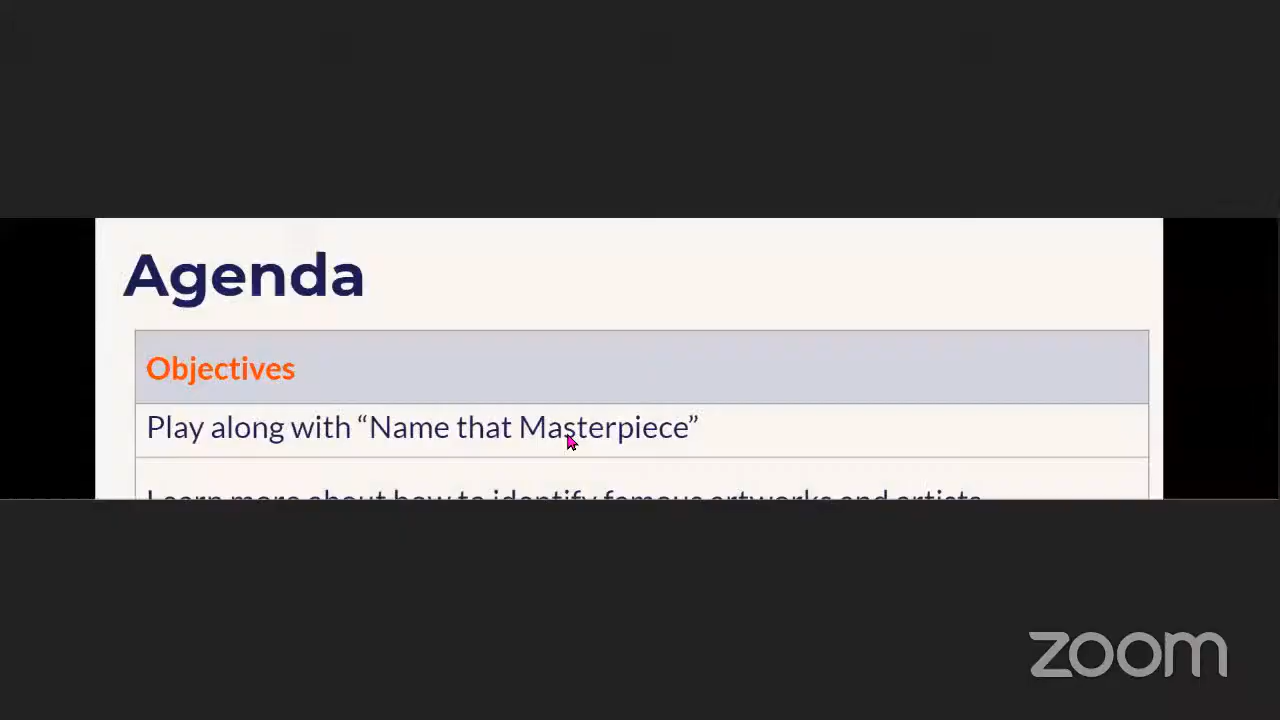 Agenda
Objectives
Play along with “Name that Masterpiece”
Learn more about how to identify famous artworks and artists
zoom